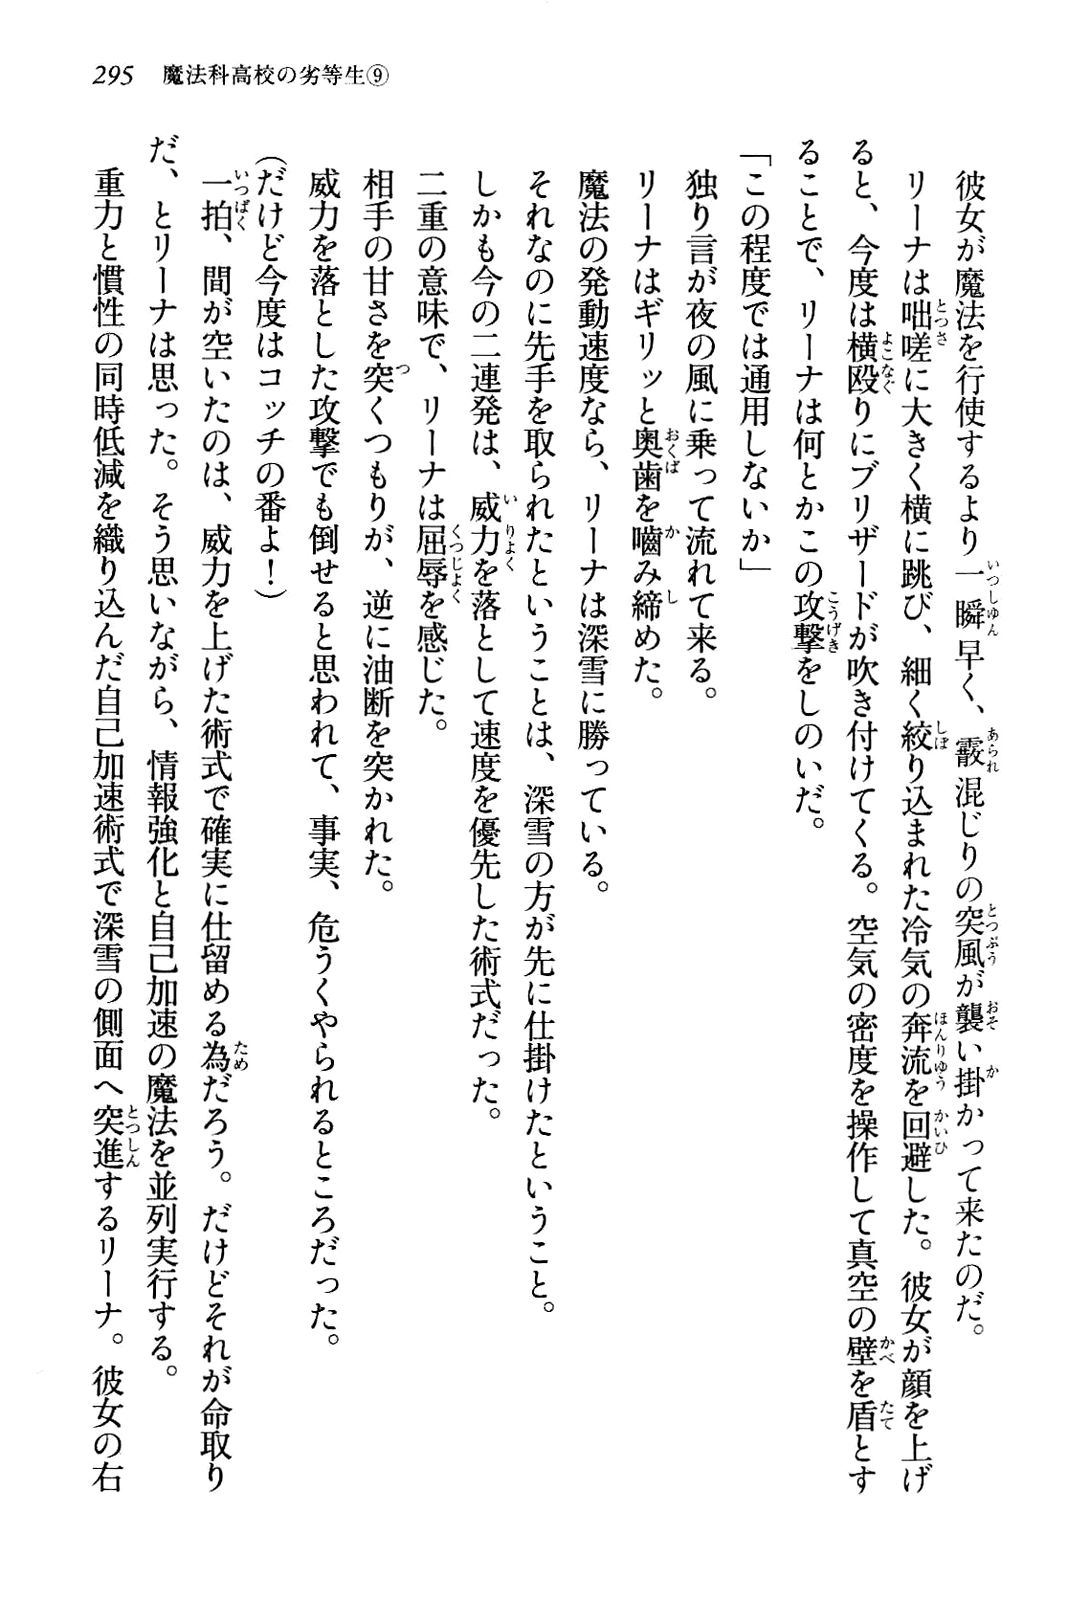 295　魔法科高校の劣等生⑨
彼女が魔法を行使するより一瞬早く、霰混じりの突風が襲い掛かって来たのだ。
リーナは咄嗟に大きく横に跳び、細く絞り込まれた冷気の奔流を回避した。彼女が顔を上げ
ると、今度は横殴りにブリザードが吹き付けてくる。空気の密度を操作して真空の壁を盾とす
ることで、リーナは何とかこの攻撃をしのいだ。
「この程度では通用しないか」
独り言が夜の風に乗って流れて来る。
リーナはギリッと奥歯を嚙み締めた。
魔法の発動速度なら、リーナは深雪に勝っている。
それなのに先手を取られたということは、深雪の方が先に仕掛けたということ。
しかも今の二連発は、威力を落として速度を優先した術式だった。
二重の意味で、リーナは屈辱を感じた。
相手の甘さを突くつもりが、逆に油断を突かれた。
威力を落とした攻撃でも倒せると思われて、事実、危うくやられるところだった。
（だけど今度はコッチの番よ！）
一拍、間が空いたのは、威力を上げた術式で確実に仕留める為だろう。だけどそれが命取り
だ、とリーナは思った。そう思いながら、情報強化と自己加速の魔法を並列実行する。
重力と慣性の同時低減を織り込んだ自己加速術式で深雪の側面へ突進するリーナ。彼女の右